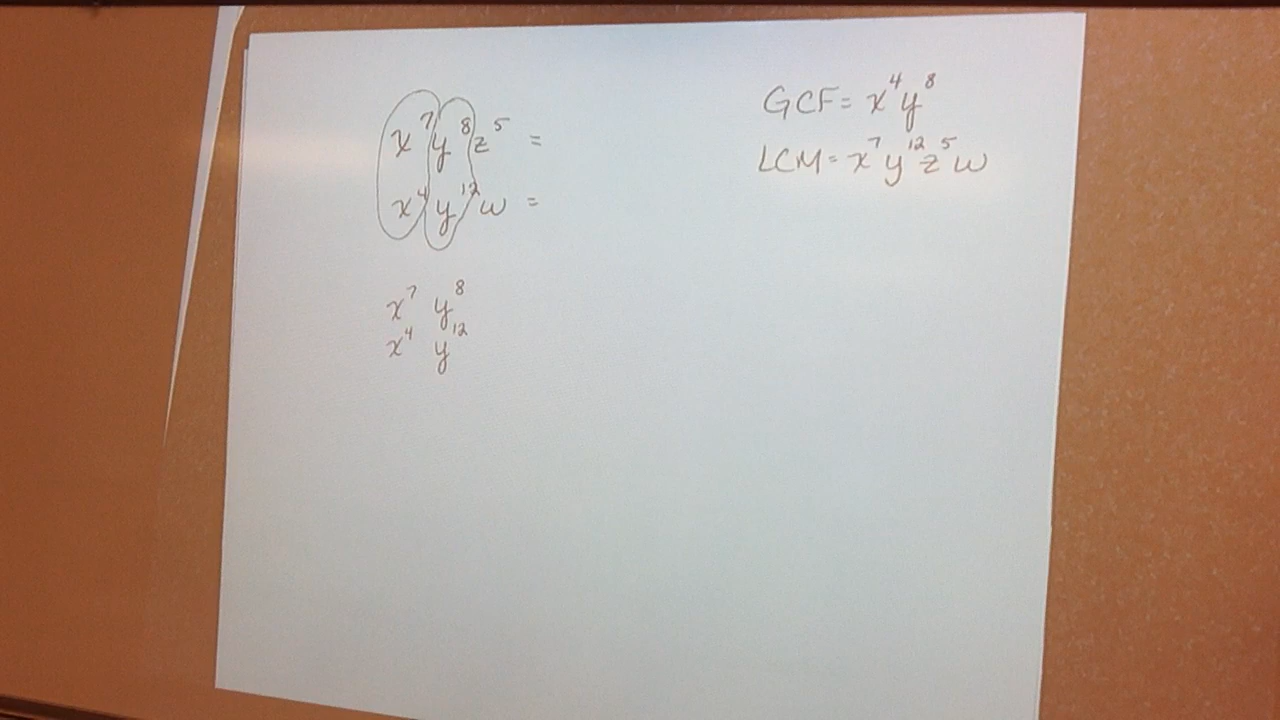 x⁷y⁸z⁵ =
x⁴y¹²w =
x⁷ y⁸
x⁴ y¹²
GCF = x⁴y⁸
LCM = x⁷y¹²z⁵w